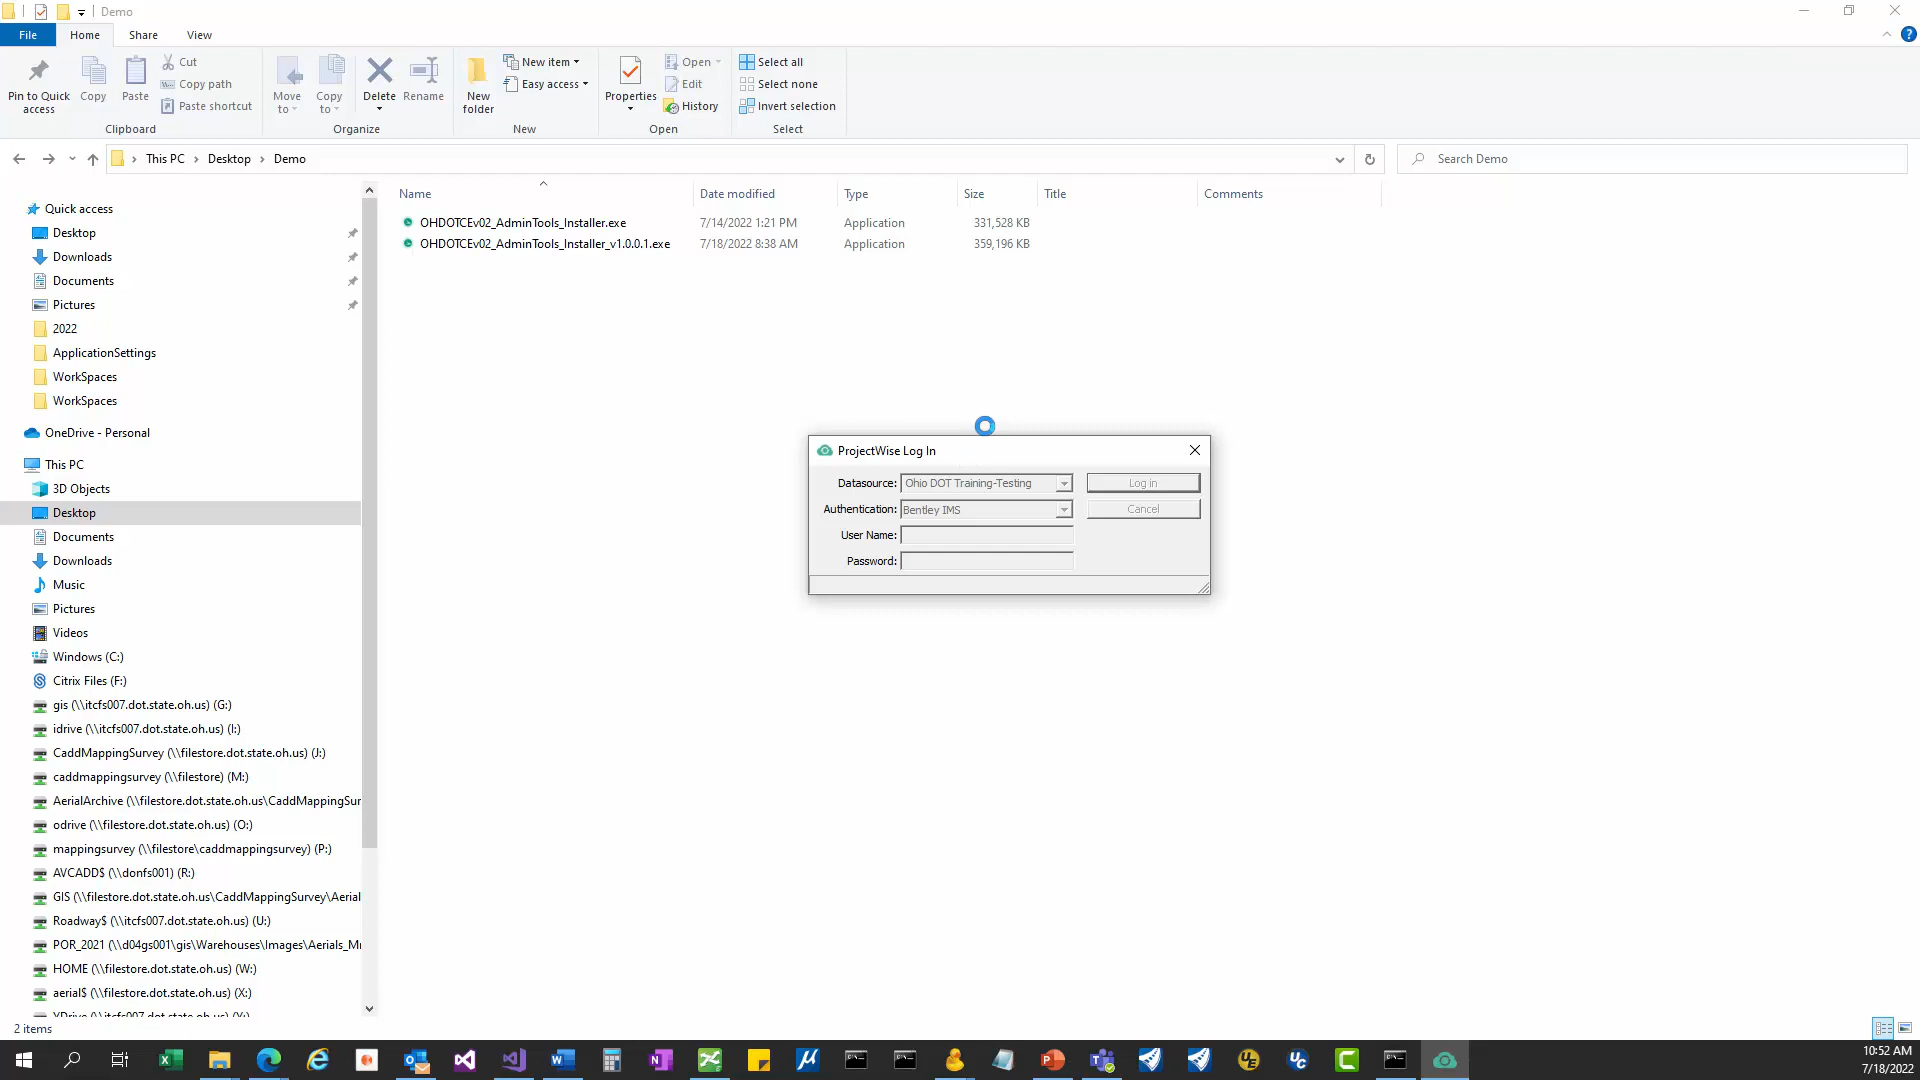 Demo
File
Home
Share
View
Pin to Quick access
Copy
Paste
Cut
Copy path
Paste shortcut
Clipboard
Move to
Copy to
Delete
Rename
Organize
New folder
New item
Easy access
New
Properties
Open
Edit
History
Open
Select all
Select none
Invert selection
Select
This PC
Desktop
Demo
Search Demo
Name
Date modified
Type
Size
Title
Comments
OHDOTCEv02_AdminTools_Installer.exe 7/14/2022 1:21 PM Application 331,528 KB
OHDOTCEv02_AdminTools_Installer_v1.0.0.1.exe 7/18/2022 8:38 AM Application 359,196 KB
Quick access
Desktop
Downloads
Documents
Pictures
2022
ApplicationSettings
WorkSpaces
WorkSpaces
OneDrive - Personal
This PC
3D Objects
Desktop
Documents
Downloads
Music
Pictures
Videos
Windows (C:)
Citrix Files (F:)
gis (\\itcfs007.dot.state.oh.us) (G:)
idrive (\\itcfs007.dot.state.oh.us) (I:)
CaddMappingSurvey (\\filestore.dot.state.oh.us) (J:)
caddmappingsurvey (\\filestore) (M:)
AerialArchive (\\filestore.dot.state.oh.us\CaddMappingSur
odrive (\\filestore.dot.state.oh.us) (O:)
mappingsurvey (\\filestore\caddmappingsurvey) (P:)
AVCADD$ (\\donfs001) (R:)
GIS (\\filestore.dot.state.oh.us\CaddMappingSurvey\Aerial
Roadway$ (\\itcfs007.dot.state.oh.us) (U:)
POR_2021 (\\d04gs001\gis\Warehouses\Images\Aerials_Mr
HOME (\\filestore.dot.state.oh.us) (W:)
aerial$ (\\filestore.dot.state.oh.us) (X:)
YDrive (\\itcfs007.dot.state.oh.us) (Y:)
2 items
ProjectWise Log In
Datasource: Ohio DOT Training-Testing
Log in
Authentication: Bentley IMS
Cancel
User Name:
Password:
10:52 AM
7/18/2022